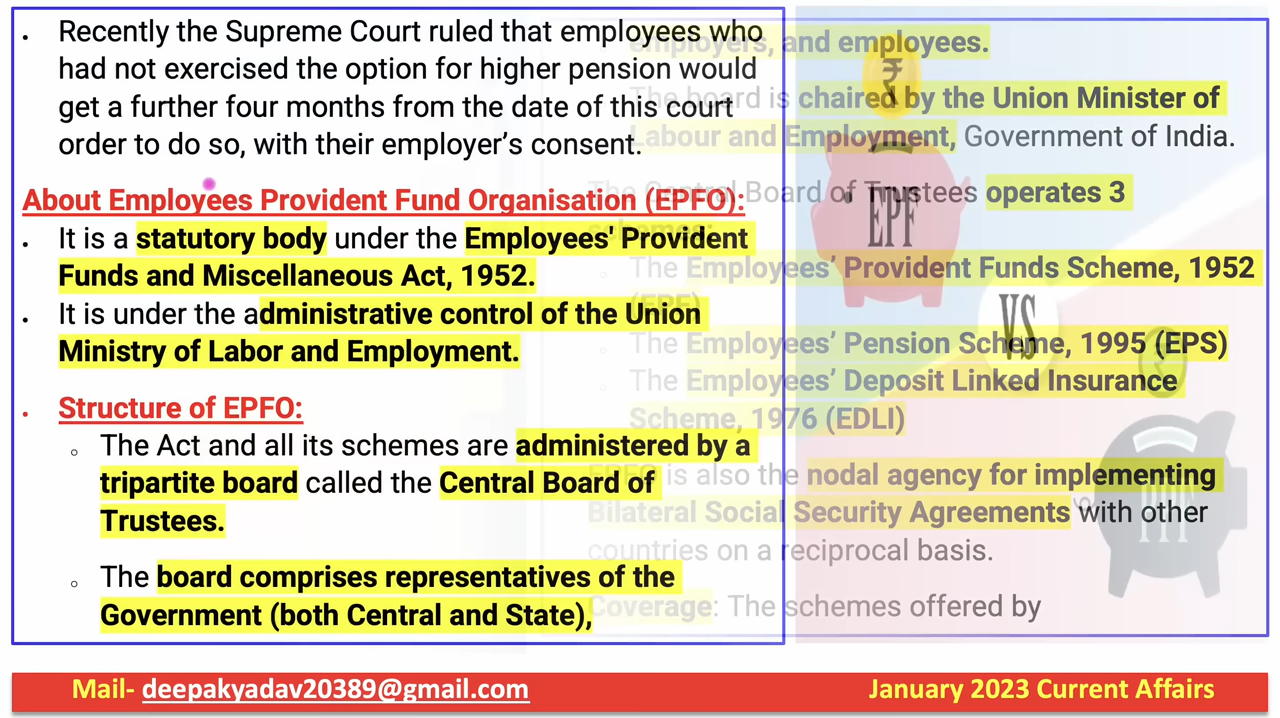 Recently the Supreme Court ruled that employees who
had not exercised the option for higher pension would
get a further four months from the date of this court
order to do so, with their employer’s consent.
About Employees Provident Fund Organisation (EPFO):
It is a statutory body under the Employees’ Provident
Funds and Miscellaneous Act, 1952.
It is under the administrative control of the Union
Ministry of Labor and Employment.
Structure of EPFO:
The Act and all its schemes are administered by a
tripartite board called the Central Board of
Trustees.
The board comprises representatives of the
Government (both Central and State),
employers, and employees.
The board is chaired by the Union Minister of
Labour and Employment, Government of India.
The Central Board of Trustees operates 3
schemes:
The Employees’ Provident Funds Scheme, 1952
(EPF)
The Employees’ Pension Scheme, 1995 (EPS)
The Employees’ Deposit Linked Insurance
Scheme, 1976 (EDLI)
EPFO is also the nodal agency for implementing
Bilateral Social Security Agreements with other
countries on a reciprocal basis.
Coverage: The schemes offered by
₹
EPF
VS
Mail- deepakyadav20389@gmail.com
January 2023 Current Affairs